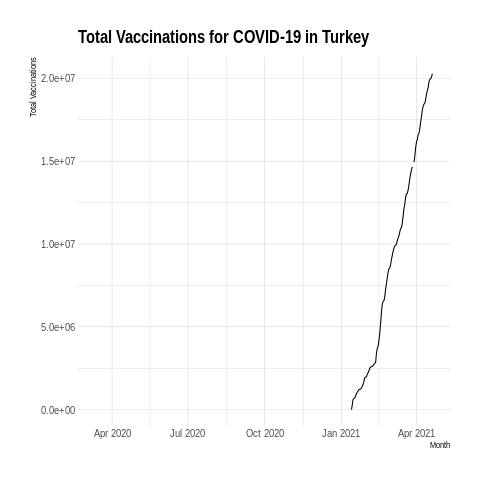 Total Vaccinations for COVID-19 in Turkey
Total Vaccinations
2.0e+07
1.5e+07
1.0e+07
5.0e+06
0.0e+00
Apr 2020 Jul 2020 Oct 2020 Jan 2021 Apr 2021
Month